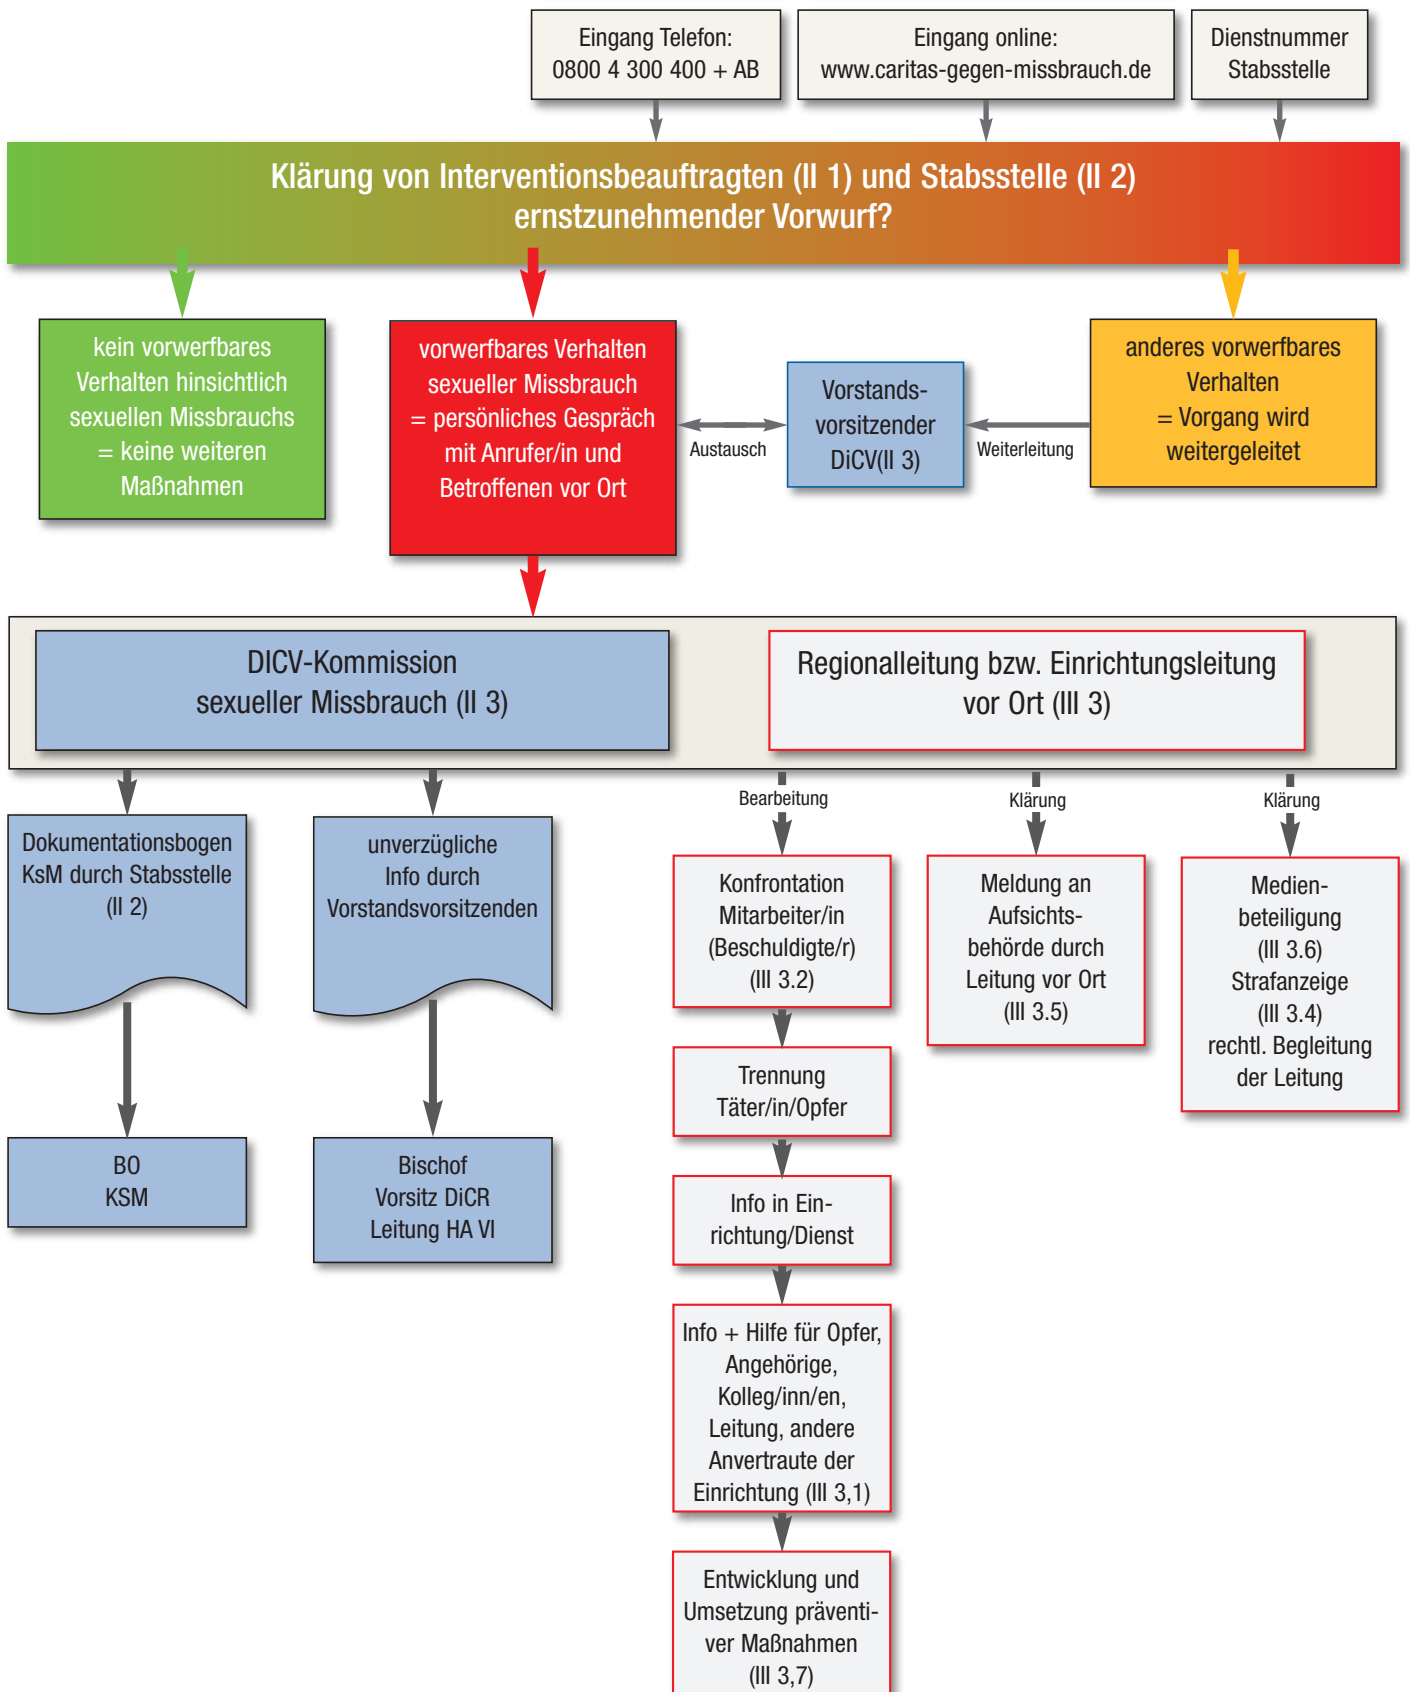 Eingang Telefon:
0800 4 300 400 + AB
Eingang online:
www.caritas-gegen-missbrauch.de
Dienstnummer
Stabsstelle
Klärung von Interventionsbeauftragten (II 1) und Stabsstelle (II 2)
ernstzunehmender Vorwurf?
kein vorwerfbares
Verhalten hinsichtlich
sexuellen Missbrauchs
= keine weiteren
Maßnahmen
vorwerfbares Verhalten
sexueller Missbrauch
= persönliches Gespräch
mit Anrufer/in und
Betroffenen vor Ort
Austausch
Vorstands-
vorsitzender
DiCV(II 3)
Weiterleitung
anderes vorwerfbares
Verhalten
= Vorgang wird
weitergeleitet
DICV-Kommission
sexueller Missbrauch (II 3)
Regionalleitung bzw. Einrichtungsleitung
vor Ort (III 3)
Dokumentationsbogen
KsM durch Stabsstelle
(II 2)
BO
KSM
unverzügliche
Info durch
Vorstandsvorsitzenden
Bischof
Vorsitz DiCR
Leitung HA VI
Bearbeitung
Konfrontation
Mitarbeiter/in
(Beschuldigte/r)
(III 3.2)
Trennung
Täter/in/Opfer
Info in Ein-
richtung/Dienst
Info + Hilfe für Opfer,
Angehörige,
Kolleg/inn/en,
Leitung, andere
Anvertraute der
Einrichtung (III 3,1)
Entwicklung und
Umsetzung präventi-
ver Maßnahmen
(III 3,7)
Klärung
Meldung an
Aufsichts-
behörde durch
Leitung vor Ort
(III 3.5)
Klärung
Medien-
beteiligung
(III 3.6)
Strafanzeige
(III 3.4)
rechtl. Begleitung
der Leitung